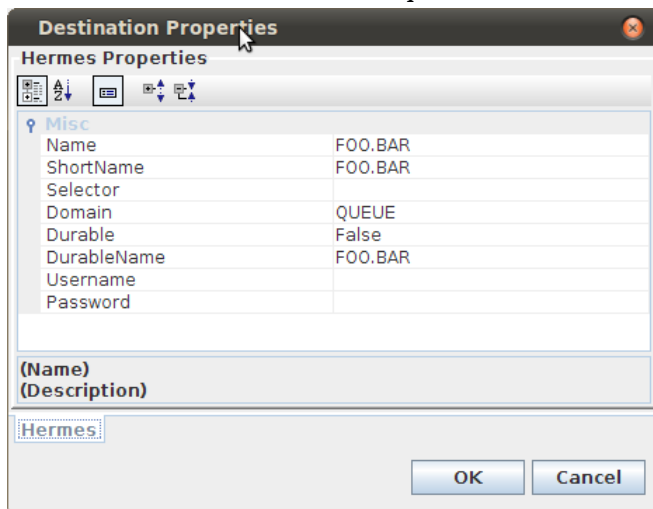 Destination Properties
Hermes Properties
Misc
Name FOO.BAR
ShortName FOO.BAR
Selector
Domain QUEUE
Durable False
DurableName FOO.BAR
Username
Password
(Name)
(Description)
Hermes
OK Cancel